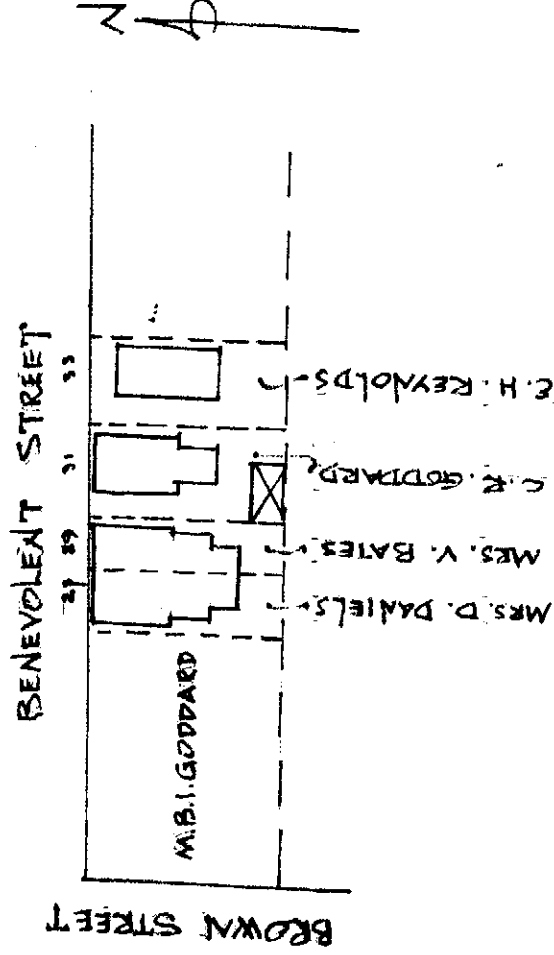 N
BENEVOLENT STREET
27 29 31 33
E. H. REYNOLDS
C. R. GODDARD
MRS. V. BATES
MRS. D. DANIELS
M.B.I. GODDARD
BROWN STREET